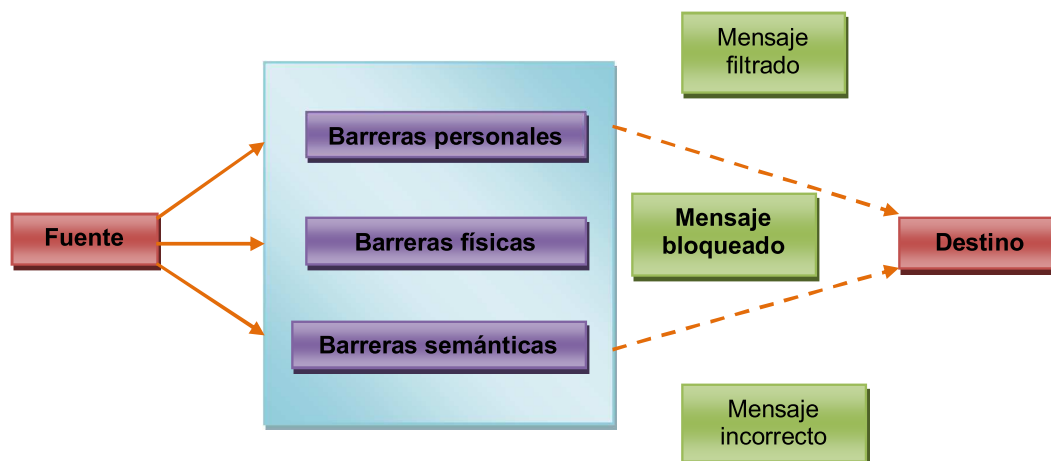 Mensaje
filtrado
Barreras personales
Fuente
Barreras físicas
Mensaje
bloqueado
Destino
Barreras semánticas
Mensaje
incorrecto